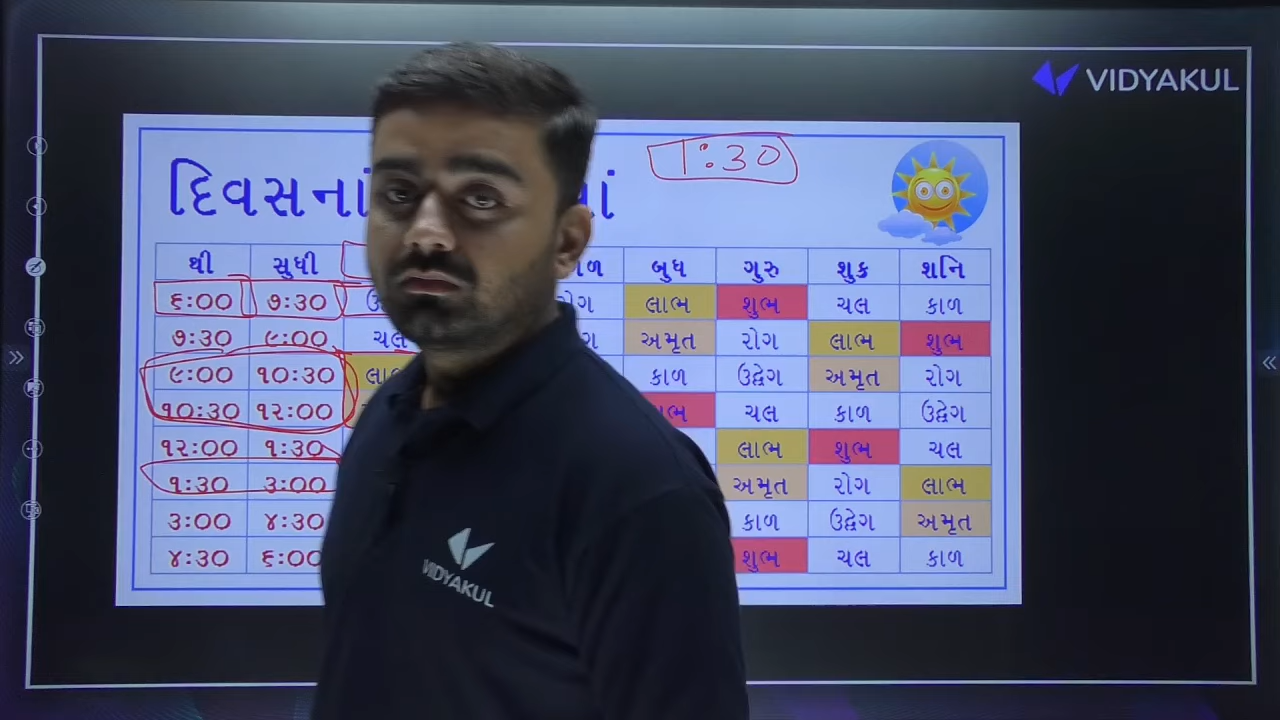 VIDYAKUL
1:30
દિવસનાં
થી સુધી બુધ ગુરુ શુક્ર શનિ
૬:૦૦ ૭:૩૦ લાભ શુભ ચલ કાળ
૭:૩૦ ૯:૦૦ ચલ અમૃત રોગ લાભ શુભ
૯:૦૦ ૧૦:૩૦ કાળ ઉદ્વેગ અમૃત રોગ
૧૦:૩૦ ૧૨:૦૦ ચલ કાળ ઉદ્વેગ
૧૨:૦૦ ૧:૩૦ લાભ શુભ ચલ
૧:૩૦ ૩:૦૦ અમૃત રોગ લાભ
૩:૦૦ ૪:૩૦ કાળ ઉદ્વેગ અમૃત
૪:૩૦ ૬:૦૦ શુભ ચલ કાળ
VIDYAKUL